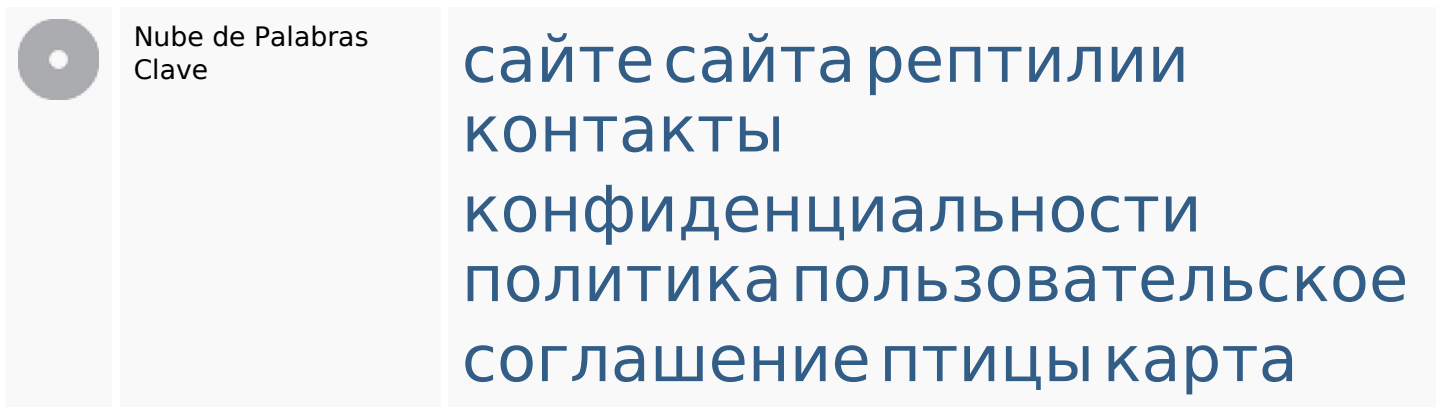 Nube de Palabras
Clave
сайте сайта рептилии
контакты
конфиденциальности
политика пользовательское
соглашение птицы карта